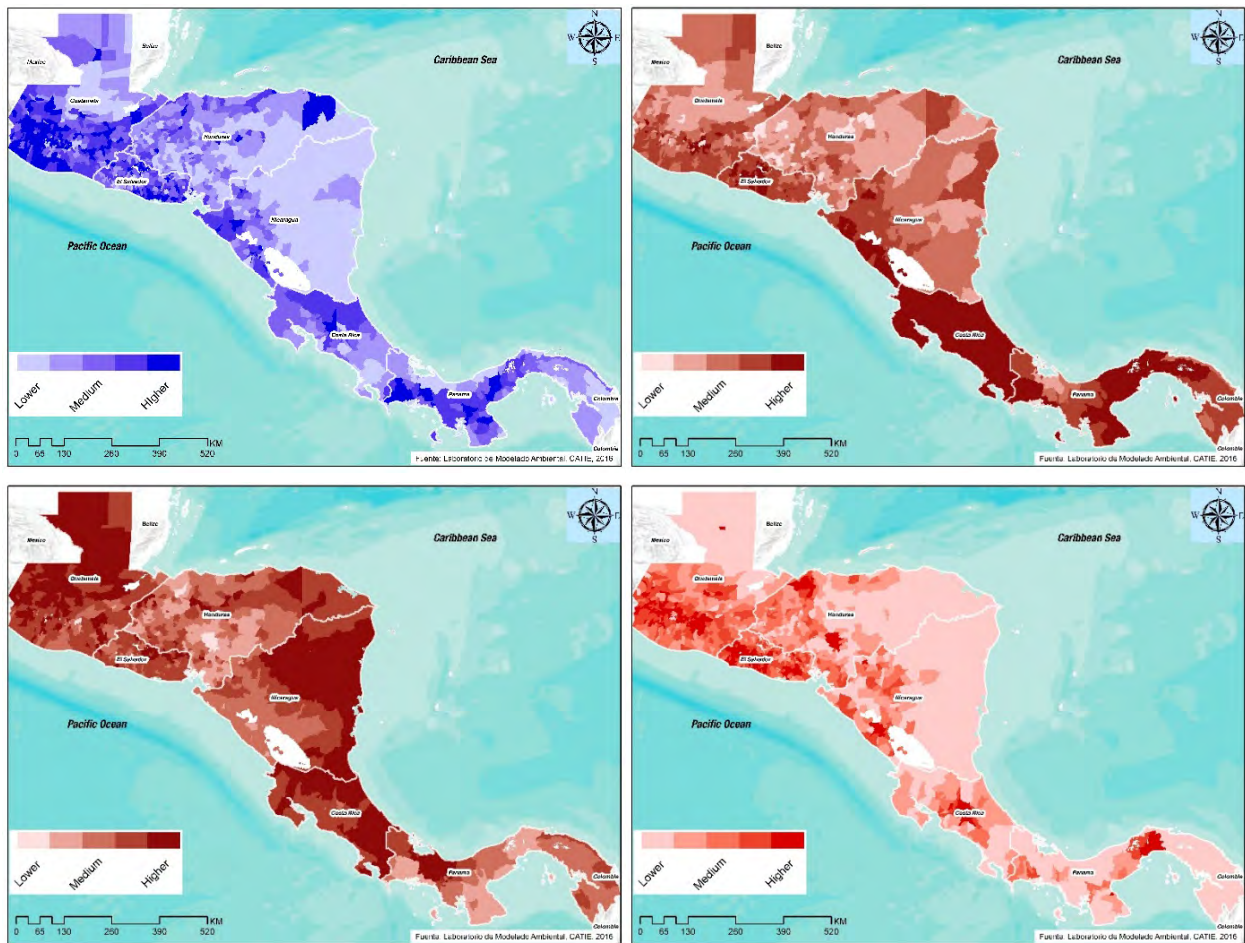 N
W E
S
Caribbean Sea
Belize
Mexico
Guatemala
Honduras
El Salvador
Nicaragua
Pacific Ocean
Costa Rica
Panama
Colombia
Colombia
Lower
Medium
Higher
KM
0 65 130 260 390 520
Fuente: Laboratorio de Modelado Ambiental, CATIE, 2016
N
W E
S
Caribbean Sea
Belize
Mexico
Guatemala
Honduras
El Salvador
Nicaragua
Pacific Ocean
Costa Rica
Panama
Colombia
Colombia
Lower
Medium
Higher
KM
0 65 130 260 390 520
Fuente: Laboratorio de Modelado Ambiental, CATIE, 2016
N
W E
S
Caribbean Sea
Belize
Mexico
Guatemala
Honduras
El Salvador
Nicaragua
Pacific Ocean
Costa Rica
Panama
Colombia
Colombia
Lower
Medium
Higher
KM
0 65 130 260 390 520
Fuente: Laboratorio de Modelado Ambiental, CATIE, 2016
N
W E
S
Caribbean Sea
Belize
Mexico
Guatemala
Honduras
El Salvador
Nicaragua
Pacific Ocean
Costa Rica
Panama
Colombia
Colombia
Lower
Medium
Higher
KM
0 65 130 260 390 520
Fuente: Laboratorio de Modelado Ambiental, CATIE, 2016